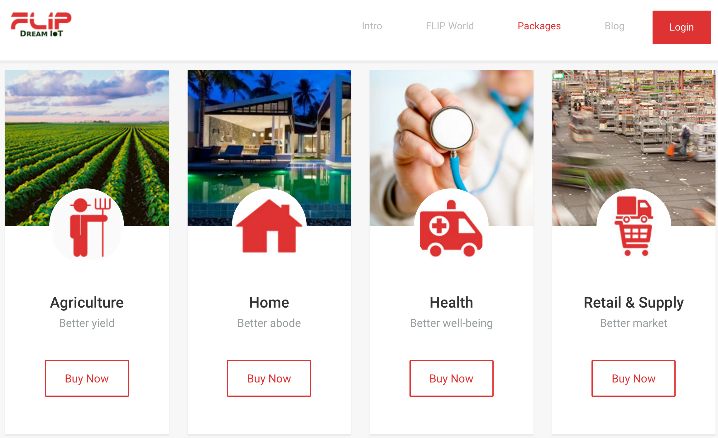 FLIP
DREAM IoT
Intro
FLIP World
Packages
Blog
Login
Agriculture
Better yield
Buy Now
Home
Better abode
Buy Now
Health
Better well-being
Buy Now
Retail & Supply
Better market
Buy Now